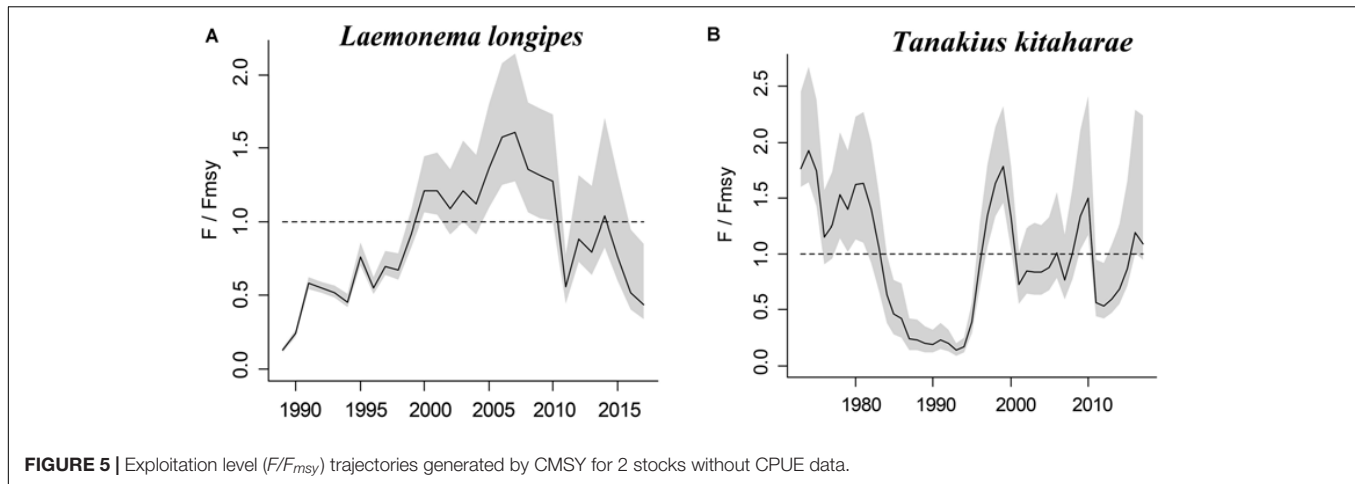 A
Laemonema longipes
F / Fmsy
2.0
1.5
1.0
0.5
0.0
1990 1995 2000 2005 2010 2015
B
Tanakius kitaharae
F / Fmsy
2.5
2.0
1.5
1.0
0.5
0.0
1980 1990 2000 2010
FIGURE 5 | Exploitation level (F/Fmsy) trajectories generated by CMSY for 2 stocks without CPUE data.